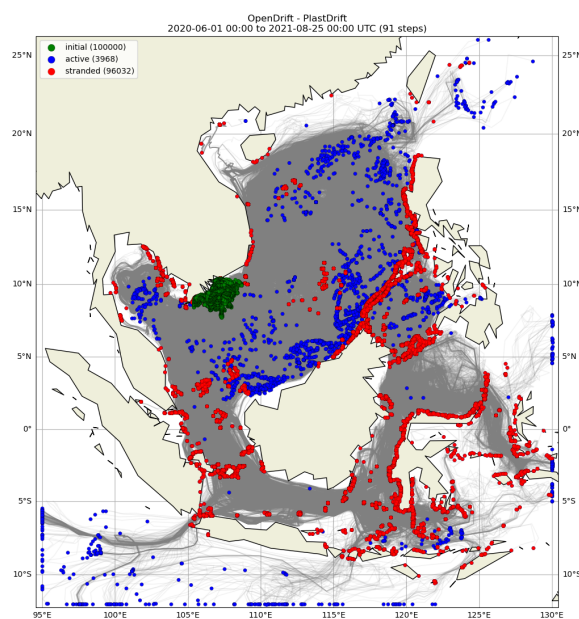 OpenDrift - PlastDrift
2020-06-01 00:00 to 2021-08-25 00:00 UTC (91 steps)
initial (100000)
active (3968)
stranded (96032)
25°N
25°N
20°N
20°N
15°N
15°N
10°N
10°N
5°N
5°N
0°
0°
5°S
5°S
10°S
10°S
95°E 100°E 105°E 110°E 115°E 120°E 125°E 130°E